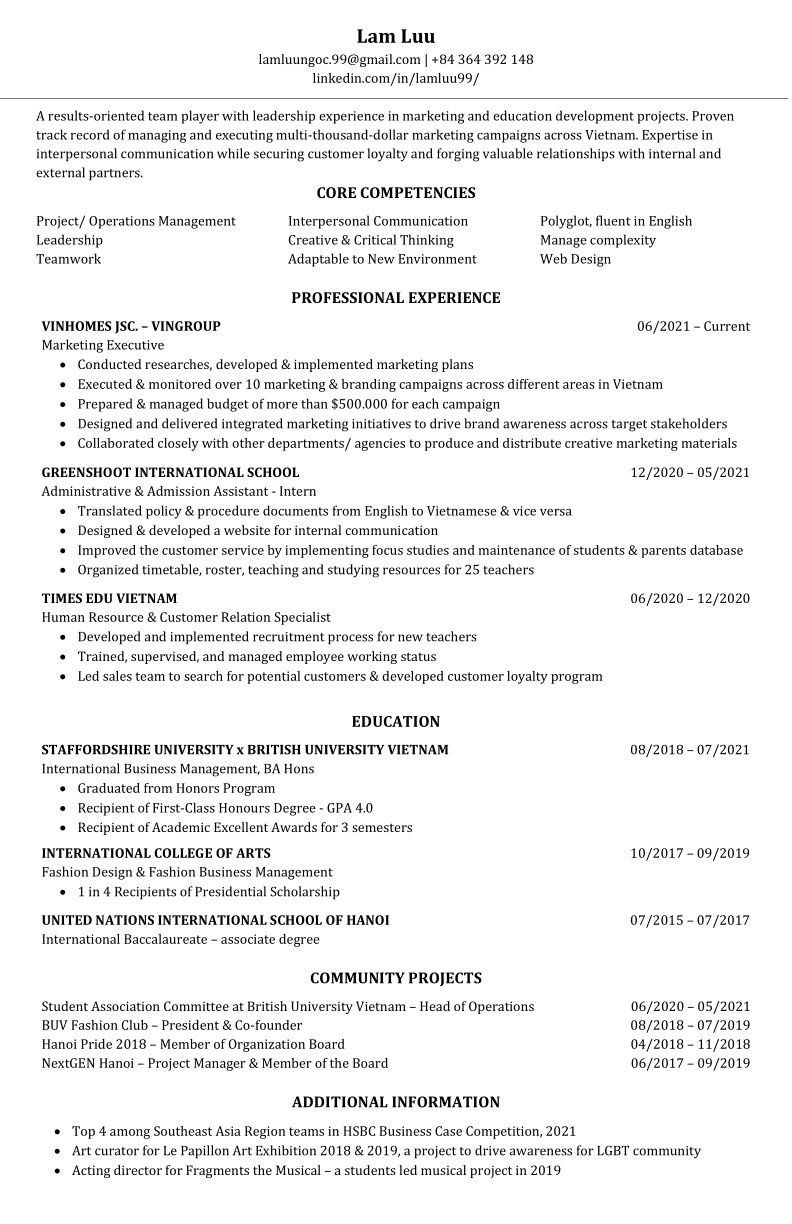 Lam Luu
lamluungoc.99@gmail.com | +84 364 392 148
linkedin.com/in/lamluu99/
A results-oriented team player with leadership experience in marketing and education development projects. Proven
track record of managing and executing multi-thousand-dollar marketing campaigns across Vietnam. Expertise in
interpersonal communication while securing customer loyalty and forging valuable relationships with internal and
external partners.
CORE COMPETENCIES
Project/ Operations Management Interpersonal Communication Polyglot, fluent in English
Leadership Creative & Critical Thinking Manage complexity
Teamwork Adaptable to New Environment Web Design
PROFESSIONAL EXPERIENCE
VINHOMES JSC. – VINGROUP 06/2021 – Current
Marketing Executive
• Conducted researches, developed & implemented marketing plans
• Executed & monitored over 10 marketing & branding campaigns across different areas in Vietnam
• Prepared & managed budget of more than $500.000 for each campaign
• Designed and delivered integrated marketing initiatives to drive brand awareness across target stakeholders
• Collaborated closely with other departments/ agencies to produce and distribute creative marketing materials
GREENSHOOT INTERNATIONAL SCHOOL 12/2020 – 05/2021
Administrative & Admission Assistant - Intern
• Translated policy & procedure documents from English to Vietnamese & vice versa
• Designed & developed a website for internal communication
• Improved the customer service by implementing focus studies and maintenance of students & parents database
• Organized timetable, roster, teaching and studying resources for 25 teachers
TIMES EDU VIETNAM 06/2020 – 12/2020
Human Resource & Customer Relation Specialist
• Developed and implemented recruitment process for new teachers
• Trained, supervised, and managed employee working status
• Led sales team to search for potential customers & developed customer loyalty program
EDUCATION
STAFFORDSHIRE UNIVERSITY x BRITISH UNIVERSITY VIETNAM 08/2018 – 07/2021
International Business Management, BA Hons
• Graduated from Honors Program
• Recipient of First-Class Honours Degree - GPA 4.0
• Recipient of Academic Excellent Awards for 3 semesters
INTERNATIONAL COLLEGE OF ARTS 10/2017 – 09/2019
Fashion Design & Fashion Business Management
• 1 in 4 Recipients of Presidential Scholarship
UNITED NATIONS INTERNATIONAL SCHOOL OF HANOI 07/2015 – 07/2017
International Baccalaureate – associate degree
COMMUNITY PROJECTS
Student Association Committee at British University Vietnam – Head of Operations 06/2020 – 05/2021
BUV Fashion Club – President & Co-founder 08/2018 – 07/2019
Hanoi Pride 2018 – Member of Organization Board 04/2018 – 11/2018
NextGEN Hanoi – Project Manager & Member of the Board 06/2017 – 09/2019
ADDITIONAL INFORMATION
• Top 4 among Southeast Asia Region teams in HSBC Business Case Competition, 2021
• Art curator for Le Papillon Art Exhibition 2018 & 2019, a project to drive awareness for LGBT community
• Acting director for Fragments the Musical – a students led musical project in 2019